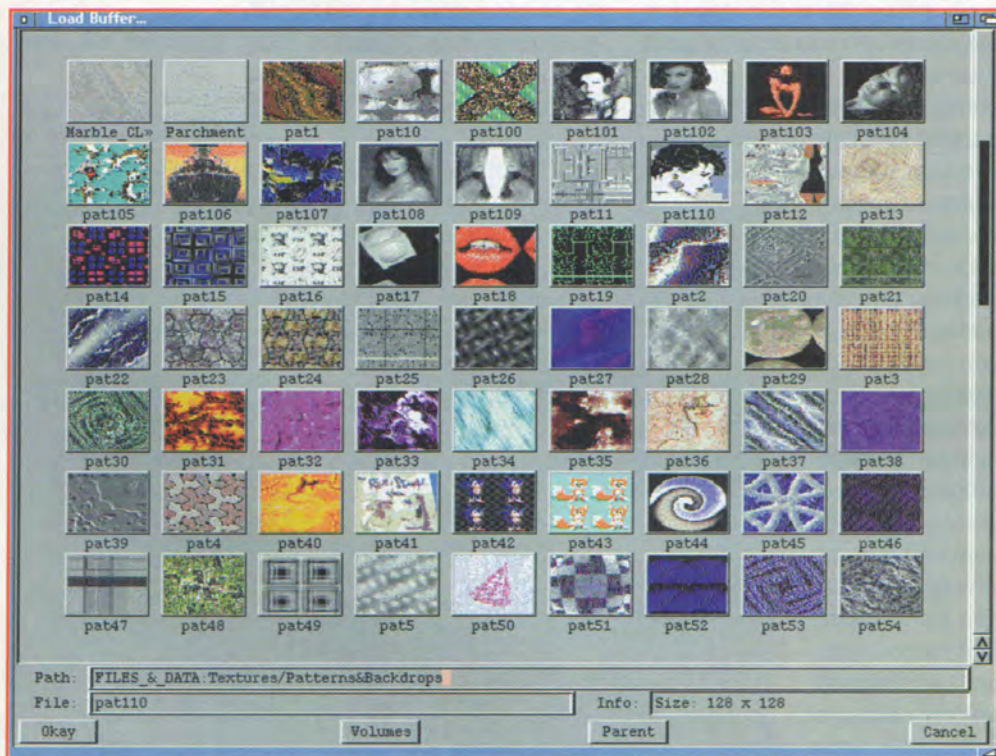 Load Buffer...
Marble_CL» Parchment pat1 pat10 pat100 pat101 pat102 pat103 pat104
pat105 pat106 pat107 pat108 pat109 pat11 pat110 pat12 pat13
pat14 pat15 pat16 pat17 pat18 pat19 pat2 pat20 pat21
pat22 pat23 pat24 pat25 pat26 pat27 pat28 pat29 pat3
pat30 pat31 pat32 pat33 pat34 pat35 pat36 pat37 pat38
pat39 pat4 pat40 pat41 pat42 pat43 pat44 pat45 pat46
pat47 pat48 pat49 pat5 pat50 pat51 pat52 pat53 pat54
Path: FILES_&_DATA:Textures/Patterns&Backdrops
File: pat110 Info: Size: 128 x 128
Okay Volumes Parent Cancel